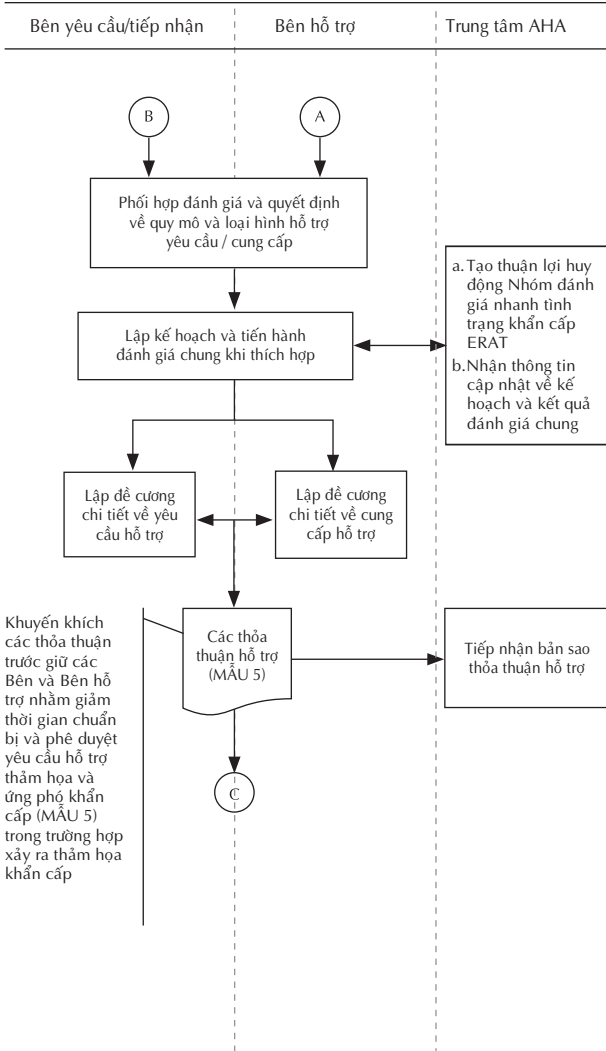 Bên yêu cầu/tiếp nhận
Bên hỗ trợ
Trung tâm AHA
B
A
Phối hợp đánh giá và quyết định
về quy mô và loại hình hỗ trợ
yêu cầu / cung cấp
Lập kế hoạch và tiến hành
đánh giá chung khi thích hợp
a. Tạo thuận lợi huy
động Nhóm đánh
giá nhanh tình
trạng khẩn cấp
ERAT
b. Nhận thông tin
cập nhật về kế
hoạch và kết quả
đánh giá chung
Lập đề cương
chi tiết về yêu
cầu hỗ trợ
Lập đề cương
chi tiết về cung
cấp hỗ trợ
Khuyến khích
các thỏa thuận
trước giữ các
Bên và Bên hỗ
trợ nhằm giảm
thời gian chuẩn
bị và phê duyệt
yêu cầu hỗ trợ
thảm họa và
ứng phó khẩn
cấp (MẪU 5)
trong trường hợp
xảy ra thảm họa
khẩn cấp
Các thỏa
thuận hỗ trợ
(MẪU 5)
Tiếp nhận bản sao
thỏa thuận hỗ trợ
C